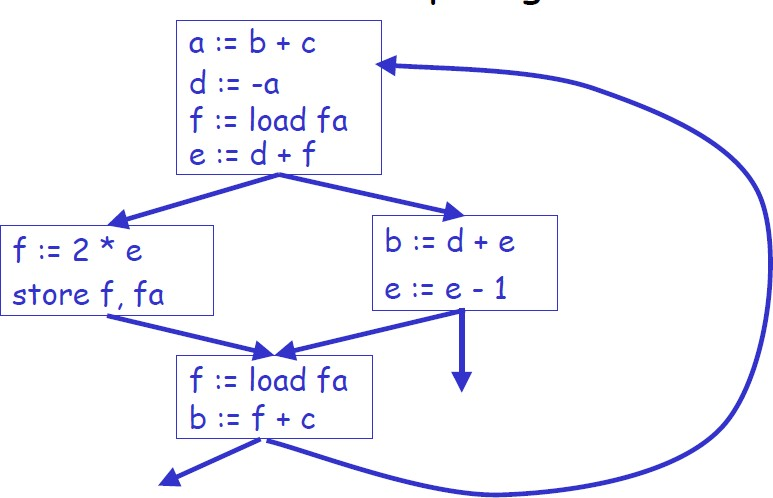 a := b + c
d := -a
f := load fa
e := d + f
f := 2 * e
store f, fa
b := d + e
e := e - 1
f := load fa
b := f + c